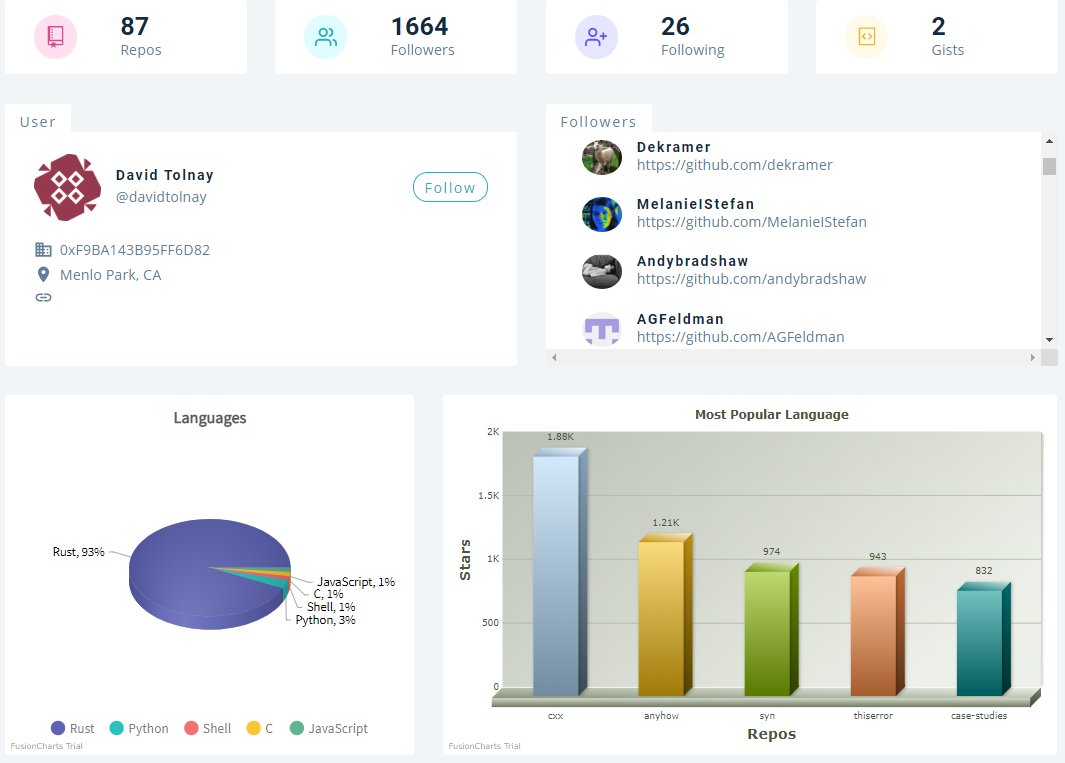 87
Repos
1664
Followers
26
Following
2
Gists
User
David Tolnay
@davidtolnay
Follow
0xF9BA143B95FF6D82
Menlo Park, CA
Followers
Dekramer
https://github.com/dekramer
MelanieIStefan
https://github.com/MelanieIStefan
Andybradshaw
https://github.com/andybradshaw
AGFeldman
https://github.com/AGFeldman
Languages
Rust, 93%
JavaScript, 1%
C, 1%
Shell, 1%
Python, 3%
Rust Python Shell C JavaScript
FusionCharts Trial
Most Popular Language
Stars
2K
1.5K
1K
500
0
1.88K
1.21K
974
943
832
cxx anyhow syn thiserror case-studies
Repos
FusionCharts Trial